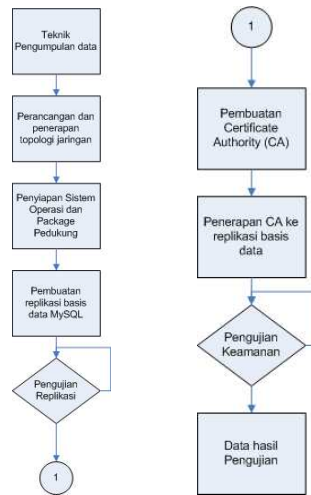 Teknik
Pengumpulan data
Perancangan dan
penerapan
topologi jaringan
Penyiapan Sistem
Operasi dan
Package
Pedukung
Pembuatan
replikasi basis
data MySQL
Pengujian
Replikasi
1
1
Pembuatan
Certificate
Authority (CA)
Penerapan CA ke
replikasi basis
data
Pengujian
Keamanan
Data hasil
Pengujian